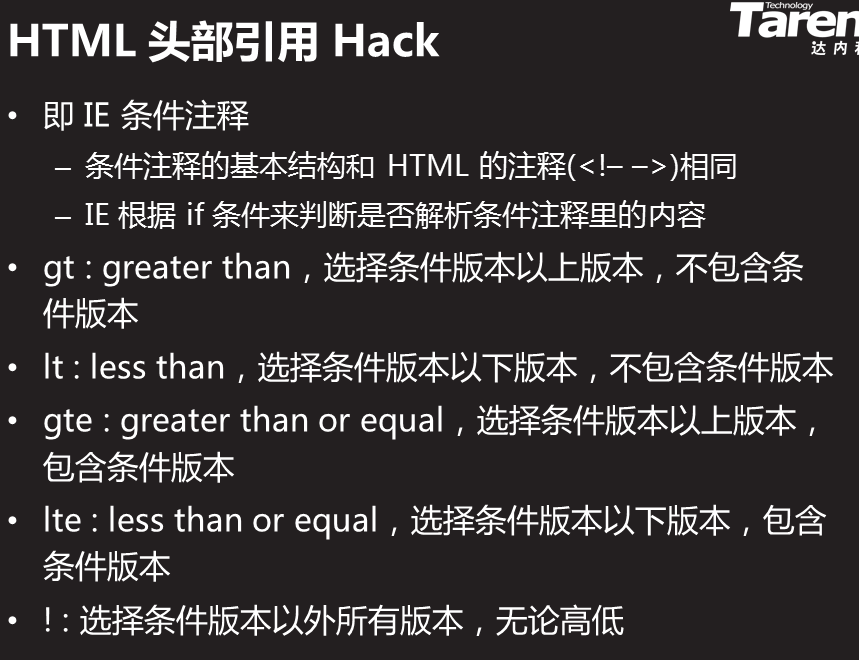 HTML 头部引用 Hack
Technology
Taren
达内科
• 即 IE 条件注释
– 条件注释的基本结构和 HTML 的注释(<!– –>)相同
– IE 根据 if 条件来判断是否解析条件注释里的内容
• gt : greater than，选择条件版本以上版本，不包含条
件版本
• lt : less than，选择条件版本以下版本，不包含条件版本
• gte : greater than or equal，选择条件版本以上版本，
包含条件版本
• lte : less than or equal，选择条件版本以下版本，包含
条件版本
• ! : 选择条件版本以外所有版本，无论高低